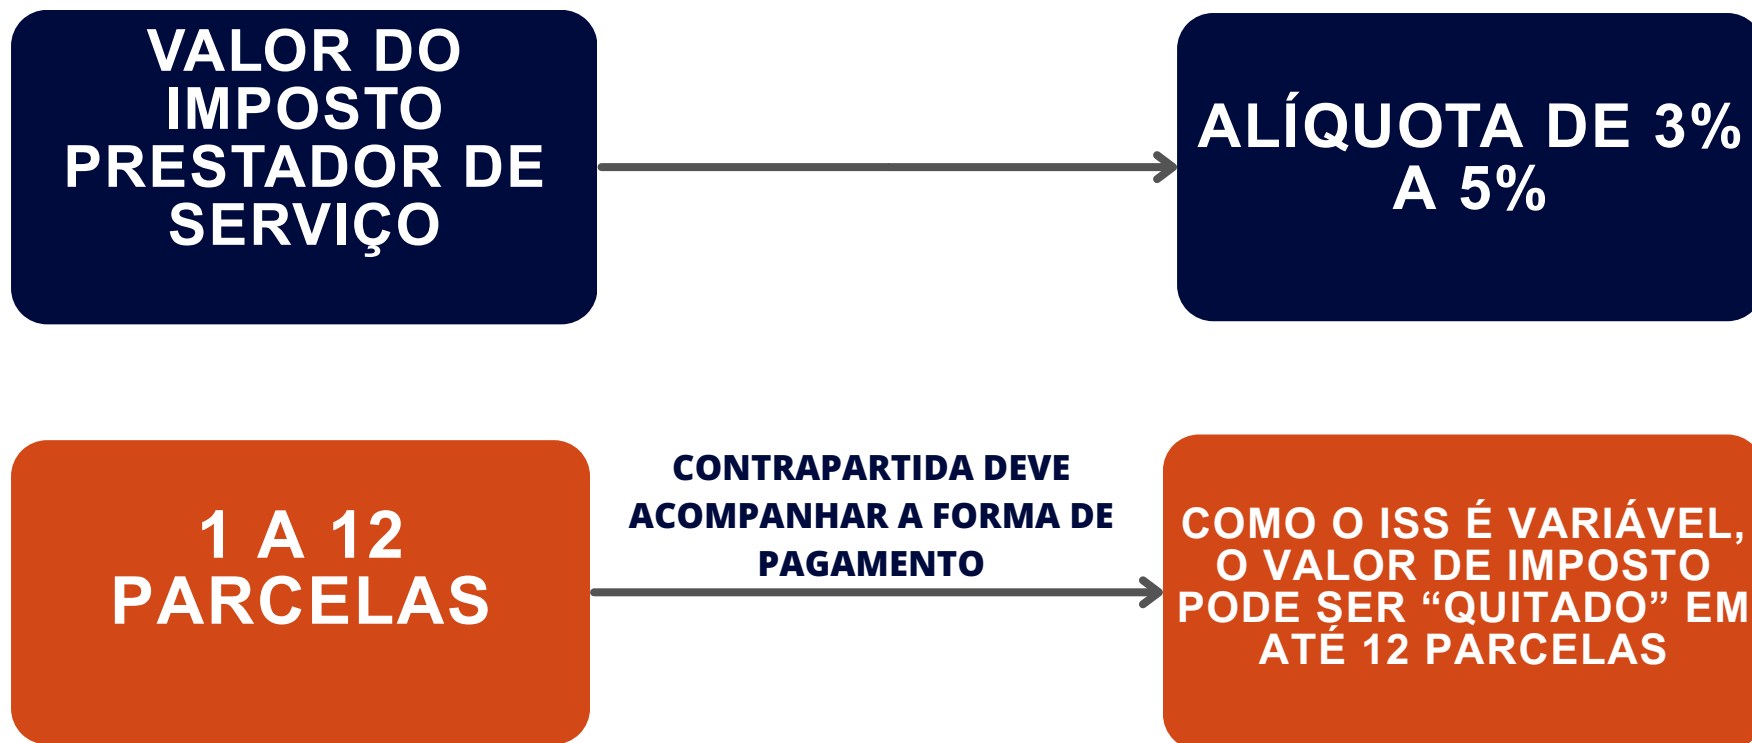 VALOR DO
IMPOSTO
PRESTADOR DE
SERVIÇO
ALÍQUOTA DE 3%
A 5%
1 A 12
PARCELAS
CONTRAPARTIDA DEVE
ACOMPANHAR A FORMA DE
PAGAMENTO
COMO O ISS É VARIÁVEL,
O VALOR DE IMPOSTO
PODE SER “QUITADO” EM
ATÉ 12 PARCELAS